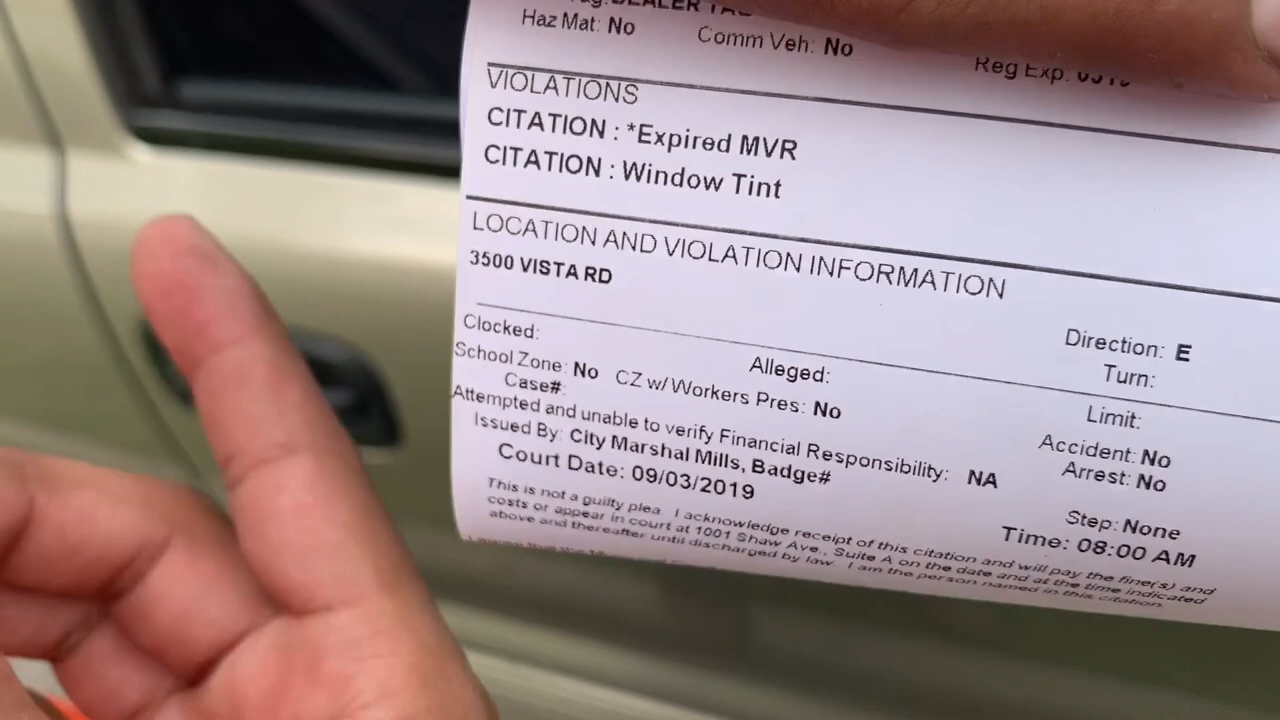 DEALER
Haz Mat: No Comm Veh: No Reg Exp:
VIOLATIONS
CITATION : *Expired MVR
CITATION : Window Tint
LOCATION AND VIOLATION INFORMATION
3500 VISTA RD
Direction: E
Clocked: Alleged: Turn:
School Zone: No CZ w/ Workers Pres: No Limit:
Case#: Accident: No
Attempted and unable to verify Financial Responsibility: NA Arrest: No
Issued By: City Marshal Mills, Badge#
Step: None
Court Date: 09/03/2019 Time: 08:00 AM
This is not a guilty plea. I acknowledge receipt of this citation and will pay the fine(s) and
costs or appear in court at 1001 Shaw Ave., Suite A on the date and at the time indicated
above and thereafter until discharged by law. I am the person named in this citation.